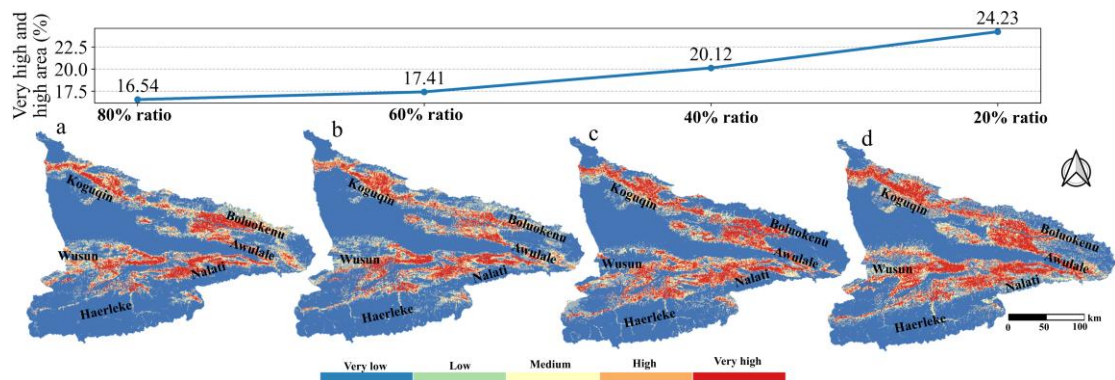 Very high and
high area (%)
22.5
20.0
17.5
16.54
17.41
20.12
24.23
80% ratio
60% ratio
40% ratio
20% ratio
a
b
c
d
Koguqin
Boluokenu
Awulale
Wusun
Nalati
Haerleke
Koguqin
Boluokenu
Awulale
Wusun
Nalati
Haerleke
Koguqin
Boluokenu
Awulale
Wusun
Nalati
Haerleke
Koguqin
Boluokenu
Awulale
Wusun
Nalati
Haerleke
0 50 100 km
Very low Low Medium High Very high